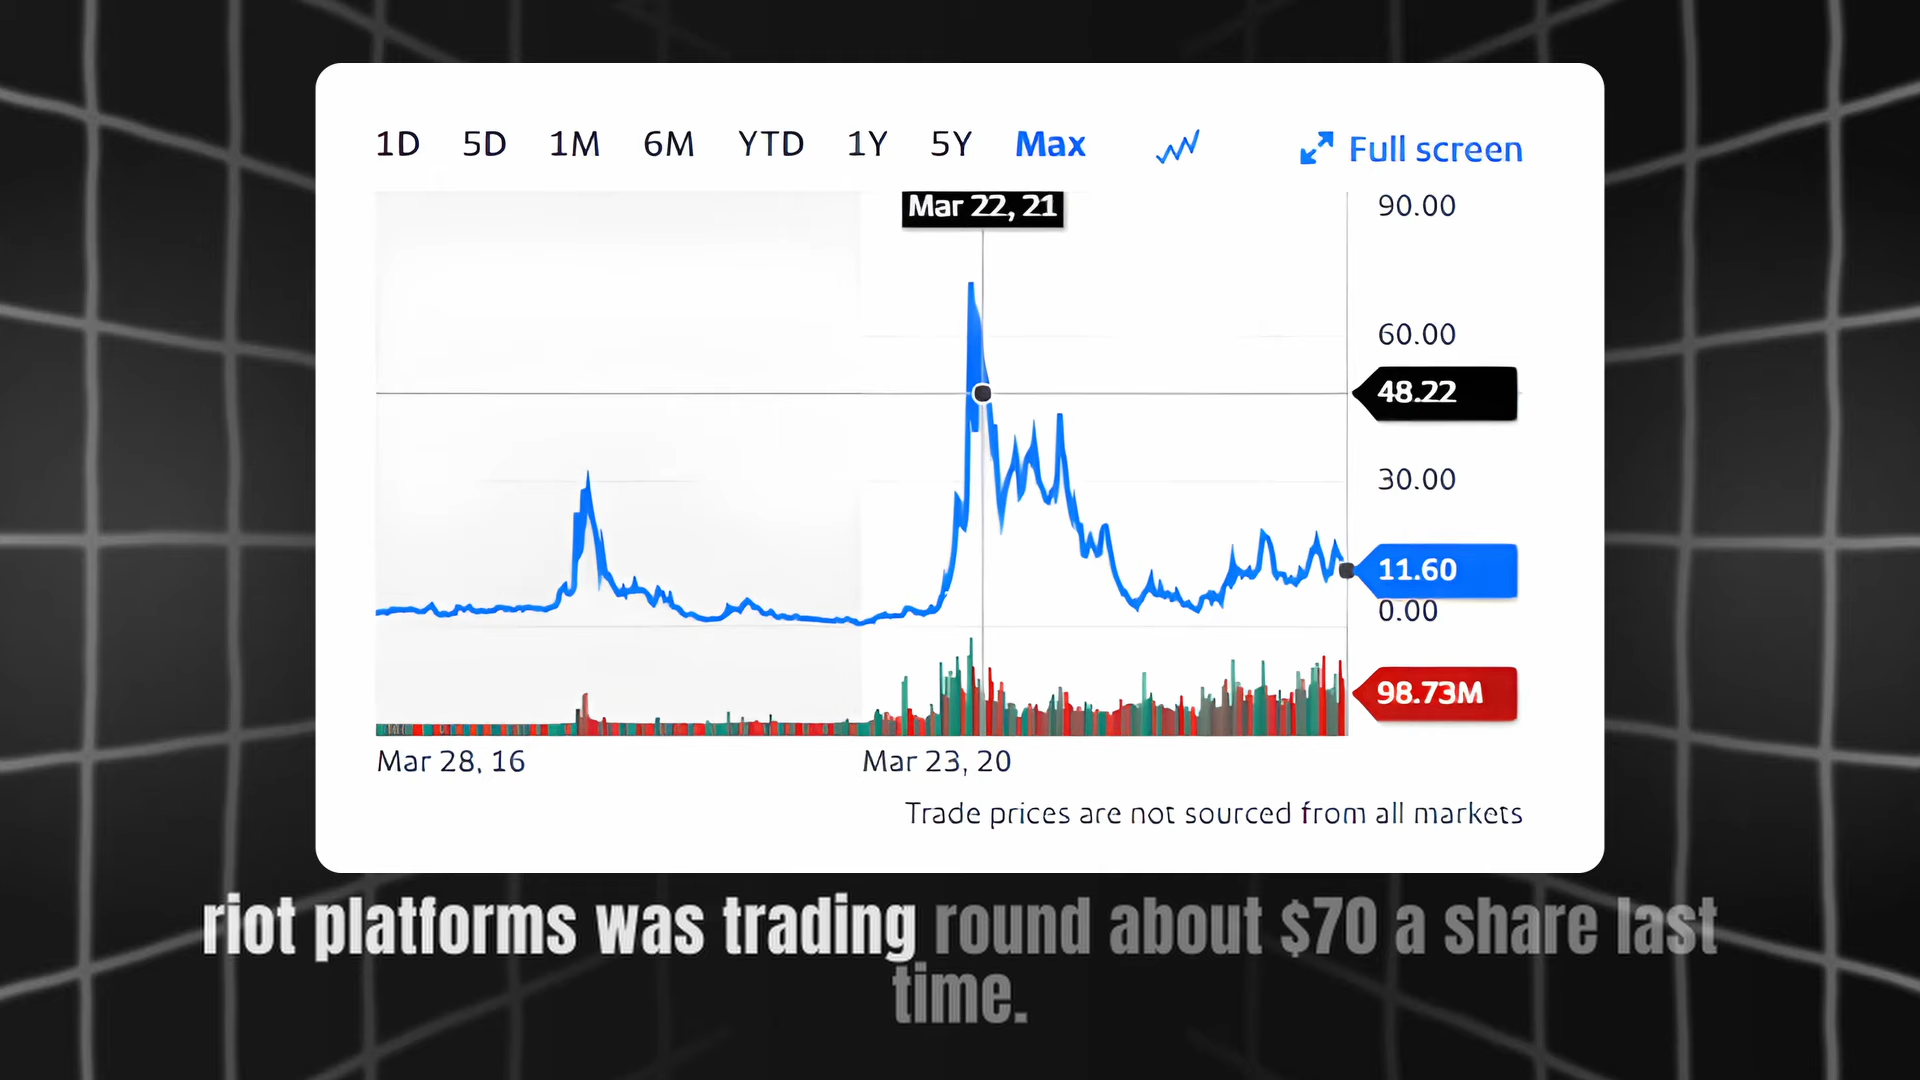 1D 5D 1M 6M YTD 1Y 5Y Max Full screen
Mar 22, 21
90.00
60.00
48.22
30.00
11.60
0.00
98.73M
Mar 28, 16 Mar 23, 20
Trade prices are not sourced from all markets
riot platforms was trading round about $70 a share last
time.